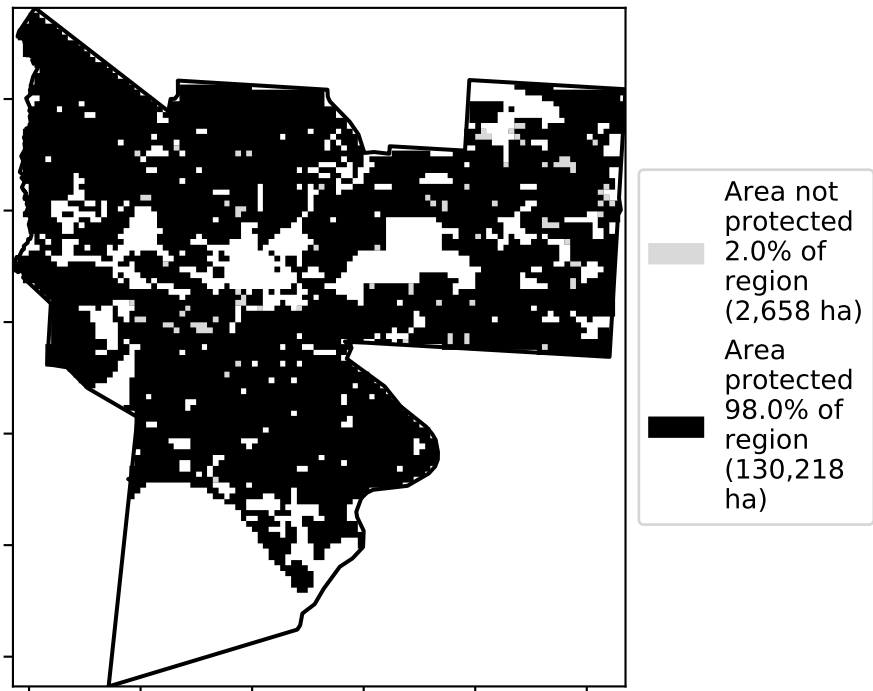 Area not
protected
2.0% of
region
(2,658 ha)
Area
protected
98.0% of
region
(130,218
ha)